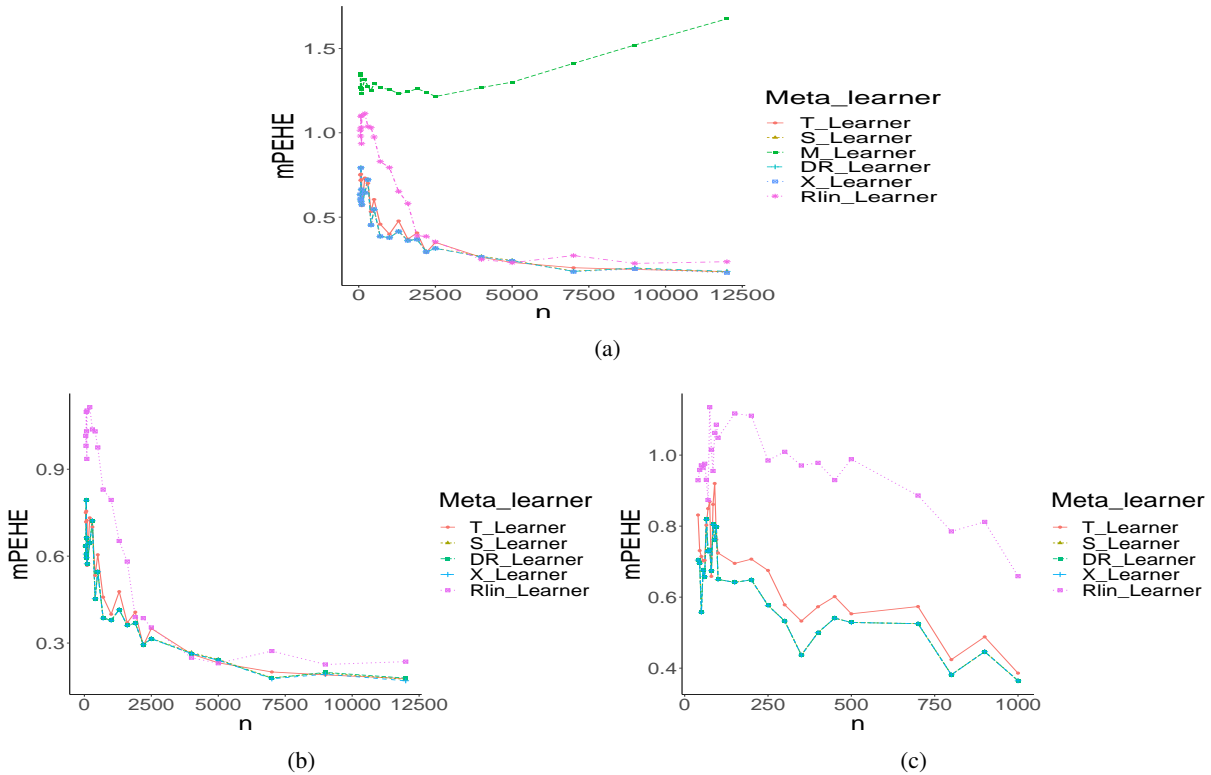 1.5
1.0
0.5
mPEHE
0 2500 5000 7500 10000 12500
n
Meta_learner
T_Learner
S_Learner
M_Learner
DR_Learner
X_Learner
Rlin_Learner
(a)
0.9
0.6
0.3
mPEHE
0 2500 5000 7500 10000 12500
n
Meta_learner
T_Learner
S_Learner
DR_Learner
X_Learner
Rlin_Learner
(b)
1.0
0.8
0.6
0.4
mPEHE
0 250 500 750 1000
n
Meta_learner
T_Learner
S_Learner
DR_Learner
X_Learner
Rlin_Learner
(c)